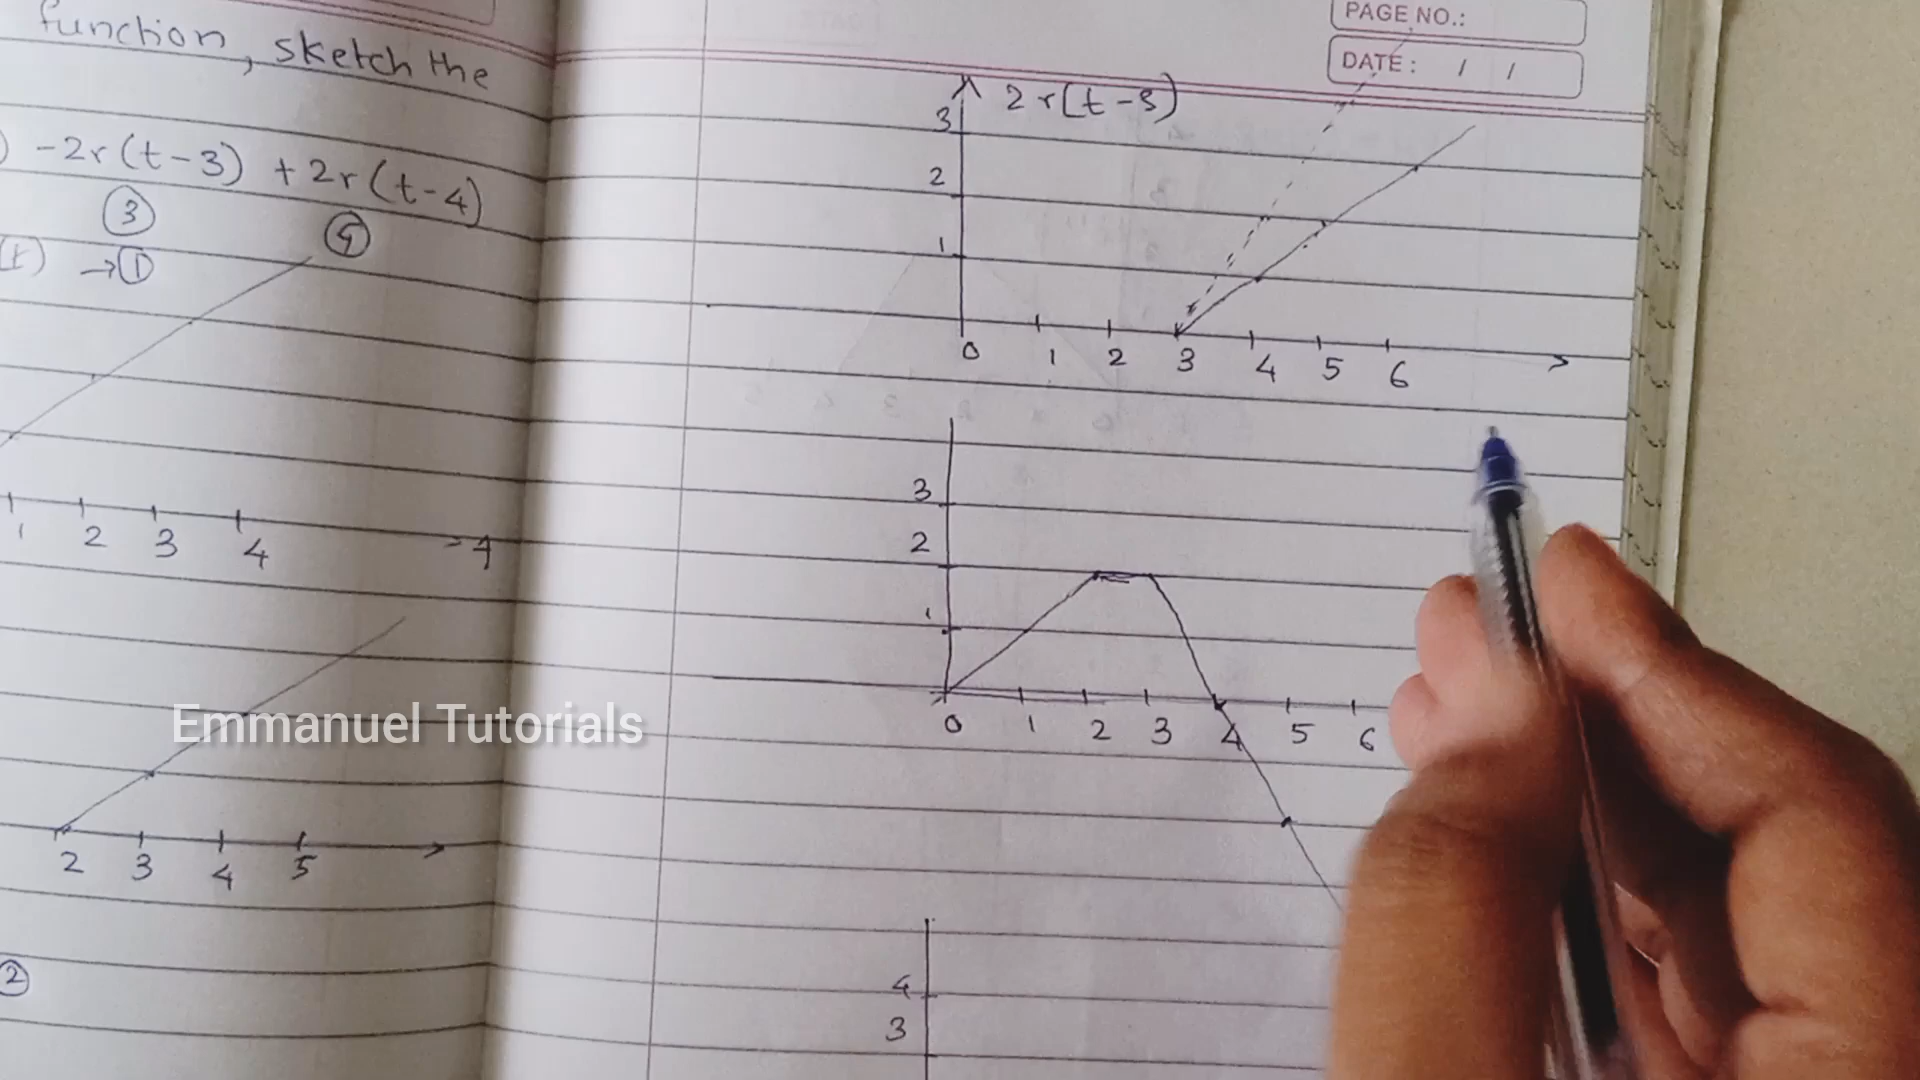 function, sketch the
) -2r(t-3) +2r(t-4)
③
④
(t) →①
1 2 3 4
2 3 4 5
②
PAGE NO.:
DATE : / /
2r(t-3)
3
2
1
0 1 2 3 4 5 6
3
2
1
0 1 2 3 4 5 6
4
3
Emmanuel Tutorials